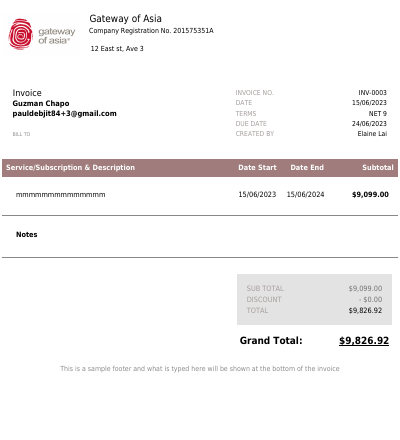 gateway
of asia
Gateway of Asia
Company Registration No. 201575351A
12 East st, Ave 3
Invoice
Guzman Chapo
pauldebjit84+3@gmail.com
BILL TO
INVOICE NO. INV-0003
DATE 15/06/2023
TERMS NET 9
DUE DATE 24/06/2023
CREATED BY Elaine Lai
Service/Subscription & Description Date Start Date End Subtotal
mmmmmmmmmmmmmm 15/06/2023 15/06/2024 $9,099.00
Notes
SUB TOTAL $9,099.00
DISCOUNT - $0.00
TOTAL $9,826.92
Grand Total: $9,826.92
This is a sample footer and what is typed here will be shown at the bottom of the invoice